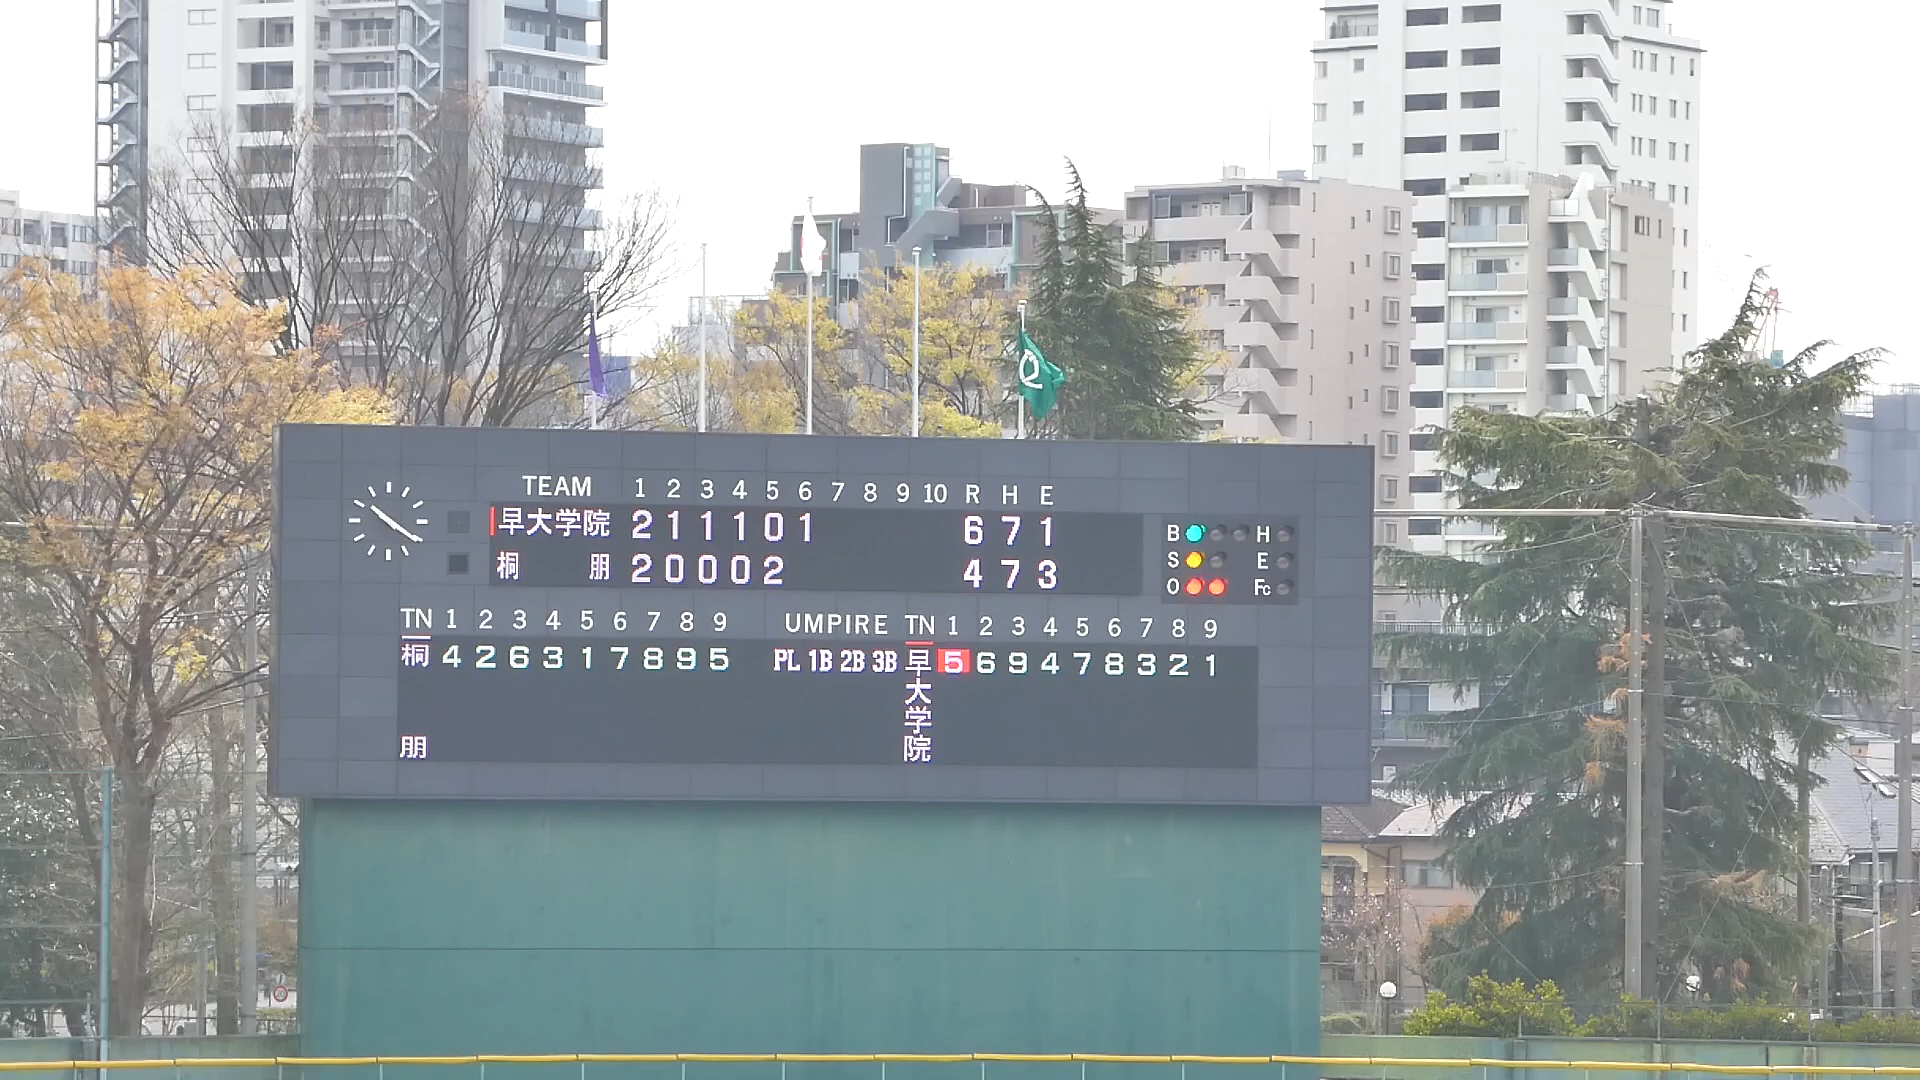 TEAM 1 2 3 4 5 6 7 8 9 10 R H E
早大学院 2 1 1 1 0 1 6 7 1
桐朋 2 0 0 0 2 4 7 3
B H
S E
O Fc
TN 1 2 3 4 5 6 7 8 9 UMPIRE TN 1 2 3 4 5 6 7 8 9
桐朋 4 2 6 3 1 7 8 9 5 PL 1B 2B 3B 早大学院 5 6 9 4 7 8 3 2 1